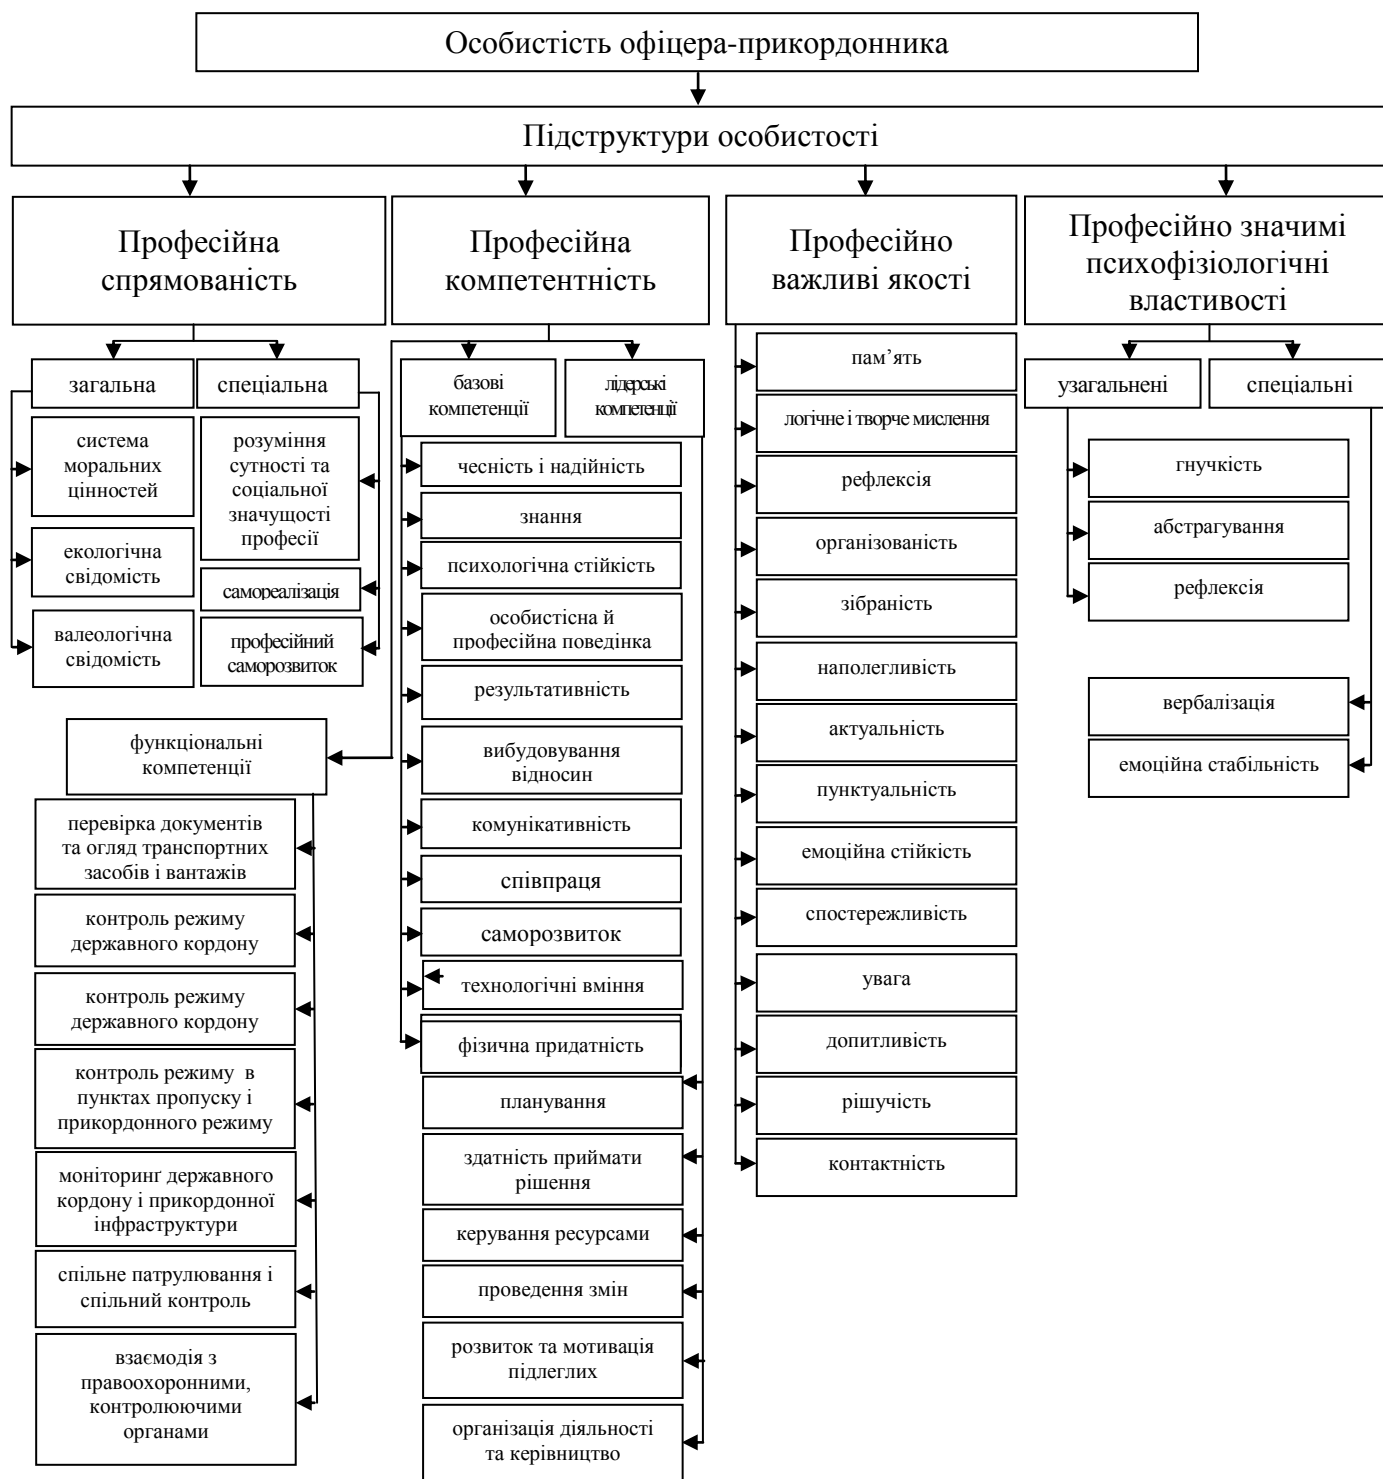 Особистість офіцера-прикордонника
Підструктури особистості
Професійна
спрямованість
загальна
спеціальна
система
моральних
цінностей
екологічна
свідомість
валеологічна
свідомість
розуміння
сутності та
соціальної
значущості
професії
самореалізація
професійний
саморозвиток
Професійна
компетентність
базові
компетенції
лідерські
компетенції
чесність і надійність
знання
психологічна стійкість
особистісна й
професійна поведінка
результативність
вибудовування
відносин
комунікативність
співпраця
саморозвиток
технологічні вміння
фізична придатність
планування
здатність приймати
рішення
керування ресурсами
проведення змін
розвиток та мотивація
підлеглих
організація діяльності
та керівництво
функціональні
компетенції
перевірка документів
та огляд транспортних
засобів і вантажів
контроль режиму
державного кордону
контроль режиму
державного кордону
контроль режиму в
пунктах пропуску і
прикордонного режиму
моніторинг державного
кордону і прикордонної
інфраструктури
спільне патрулювання і
спільний контроль
взаємодія з
правоохоронними,
контролюючими
органами
Професійно
важливі якості
пам’ять
логічне і творче мислення
рефлексія
організованість
зібраність
наполегливість
актуальність
пунктуальність
емоційна стійкість
спостережливість
увага
допитливість
рішучість
контактність
Професійно значимі
психофізіологічні
властивості
узагальнені
спеціальні
гнучкість
абстрагування
рефлексія
вербалізація
емоційна стабільність